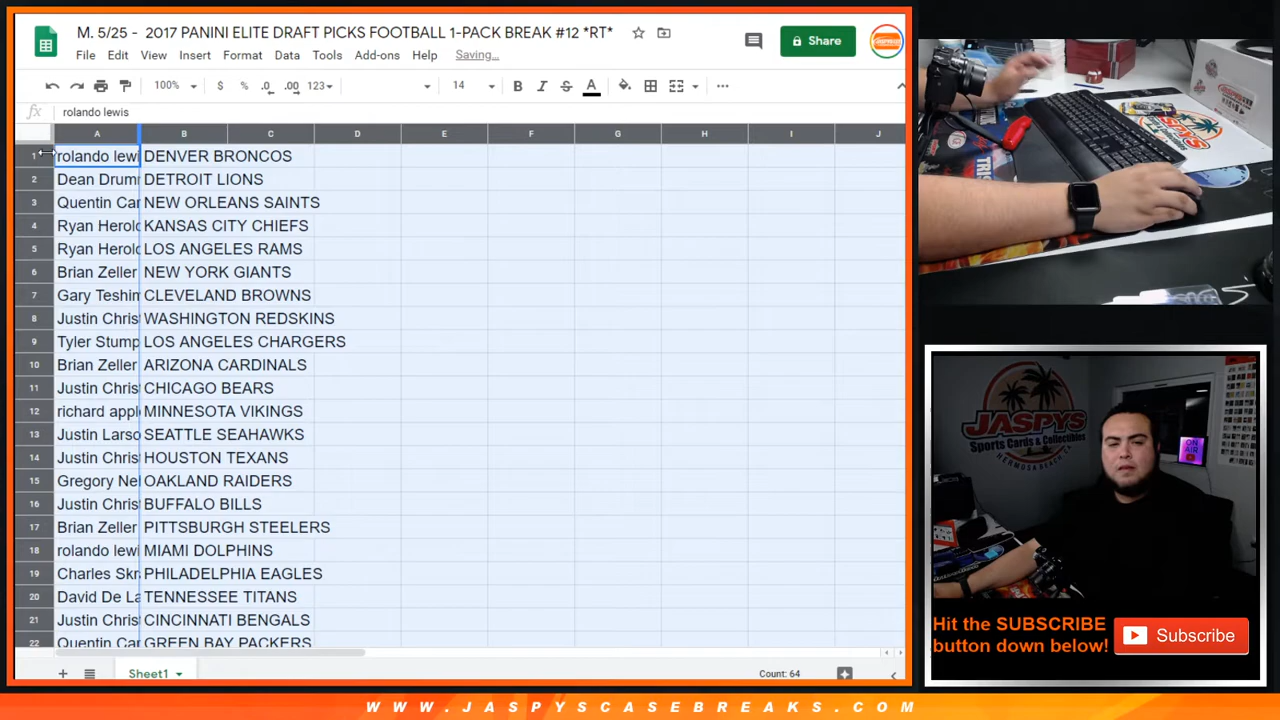 M. 5/25 - 2017 PANINI ELITE DRAFT PICKS FOOTBALL 1-PACK BREAK #12 *RT*
File Edit View Insert Format Data Tools Add-ons Help Saving...
Share
100% $ % .0 .00 123 14 B I S A
fx rolando lewis
A B C D E F G H I J
1 rolando lewi DENVER BRONCOS
2 Dean Drum DETROIT LIONS
3 Quentin Car NEW ORLEANS SAINTS
4 Ryan Herold KANSAS CITY CHIEFS
5 Ryan Herold LOS ANGELES RAMS
6 Brian Zeller NEW YORK GIANTS
7 Gary Teshin CLEVELAND BROWNS
8 Justin Chris WASHINGTON REDSKINS
9 Tyler Stump LOS ANGELES CHARGERS
10 Brian Zeller ARIZONA CARDINALS
11 Justin Chris CHICAGO BEARS
12 richard appl MINNESOTA VIKINGS
13 Justin Larso SEATTLE SEAHAWKS
14 Justin Chris HOUSTON TEXANS
15 Gregory Ne OAKLAND RAIDERS
16 Justin Chris BUFFALO BILLS
17 Brian Zeller PITTSBURGH STEELERS
18 rolando lewi MIAMI DOLPHINS
19 Charles Skr PHILADELPHIA EAGLES
20 David De La TENNESSEE TITANS
21 Justin Chris CINCINNATI BENGALS
22 Quentin Car GREEN BAY PACKERS
Sheet1
Count: 64
JASPYS
Sports Cards & Collectibles
HERMOSA BEACH CA
ON AIR
Hit the SUBSCRIBE
button down below!
Subscribe
WWW.JASPYSCASEBREAKS.COM